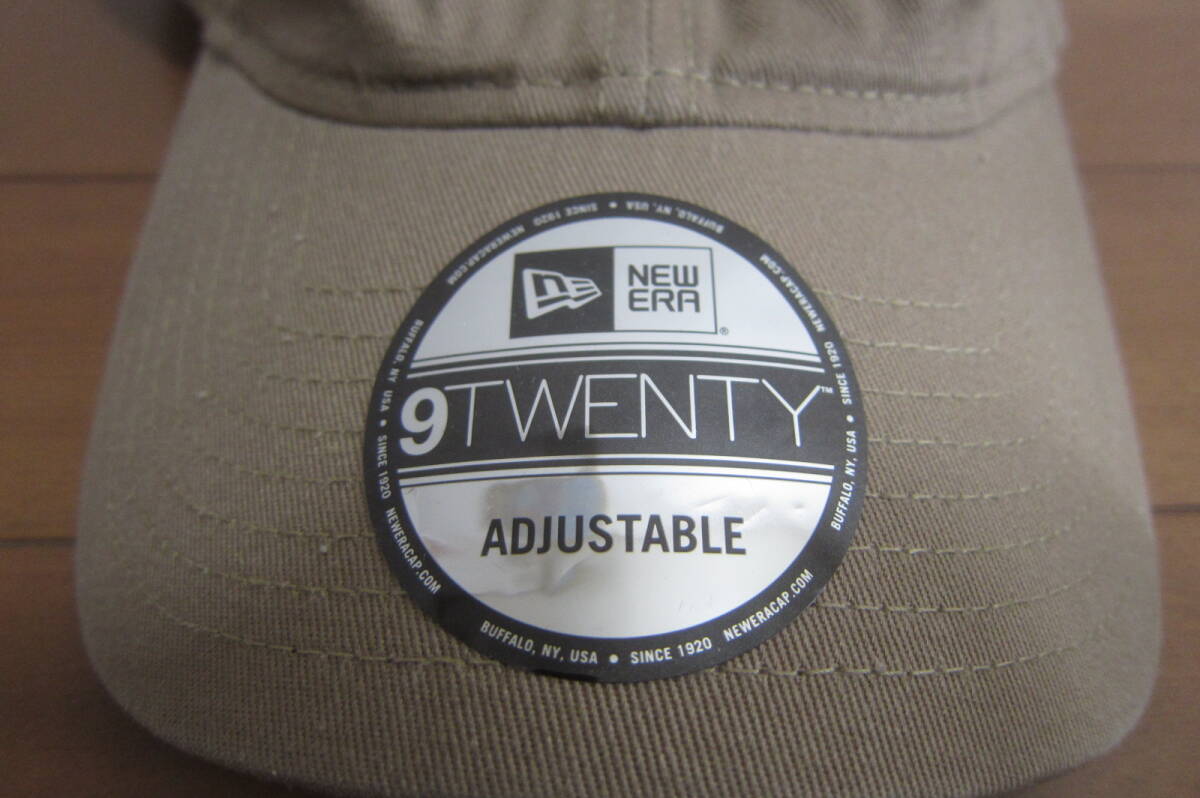 NEW
ERA
®
9TWENTY™
ADJUSTABLE
BUFFALO, NY, USA • SINCE 1920 NEWERACAP.COM
BUFFALO, NY, USA • SINCE 1920 NEWERACAP.COM
BUFFALO, NY, USA • SINCE 1920 NEWERACAP.COM
BUFFALO, NY, USA • SINCE 1920 NEWERACAP.COM